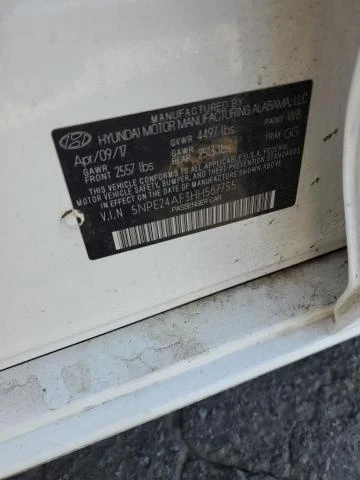 MANUFACTURED BY
HYUNDAI MOTOR MANUFACTURING ALABAMA, LLC
Apr/09/17 GVWR 4497 lbs PAINT W8
GAWR FRONT 2557 lbs GAWR REAR 2513 lbs TRIM GG
THIS VEHICLE CONFORMS TO ALL APPLICABLE U.S.A. FEDERAL
MOTOR VEHICLE SAFETY, BUMPER AND THEFT PREVENTION STANDARDS
IN EFFECT ON THE DATE OF MANUFACTURE SHOWN ABOVE.
V.I.N 5NPE24AF3HH587755
PASSENGER CAR